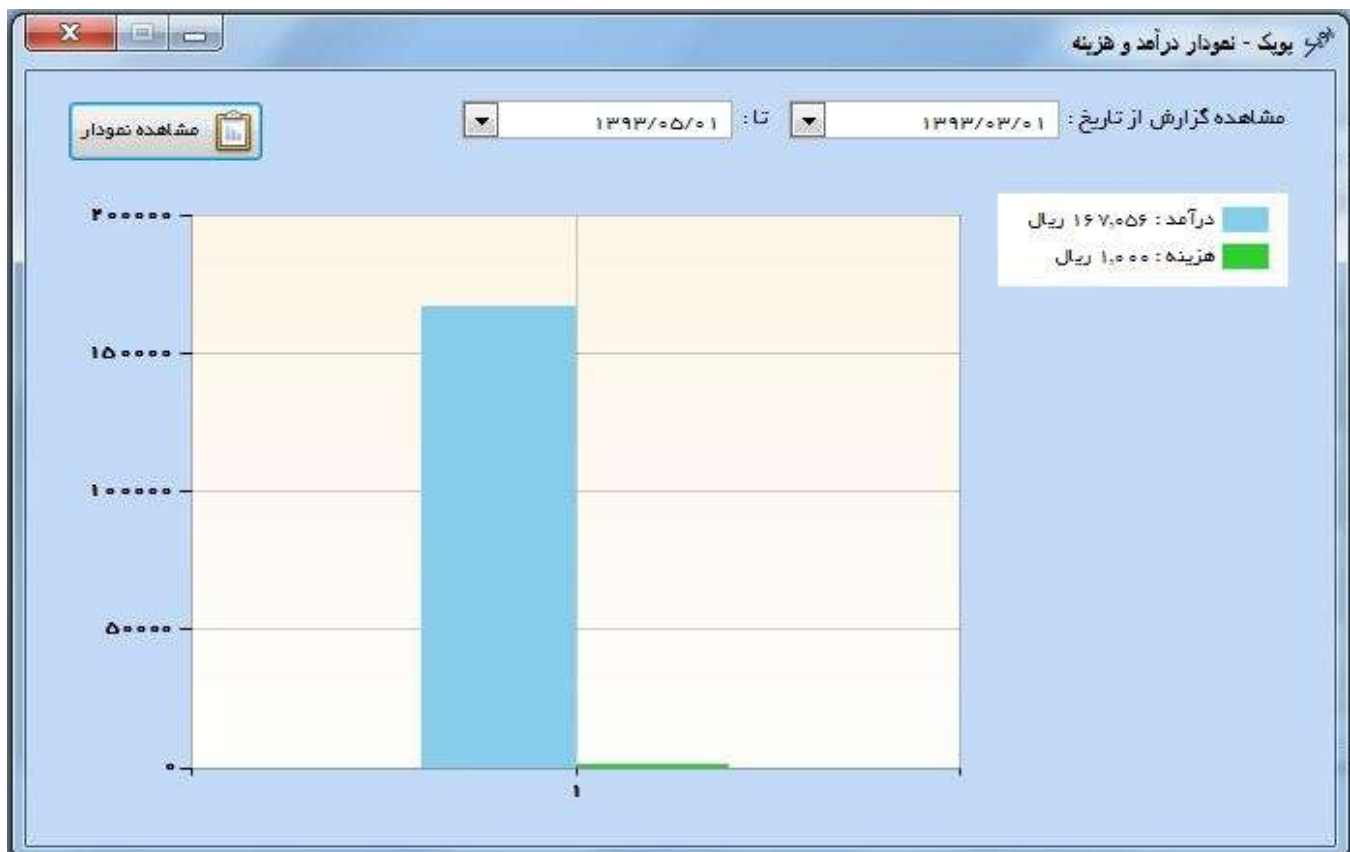 پوپک - نمودار درآمد و هزینه
مشاهده گزارش از تاریخ : ۱۳۹۳/۰۳/۰۱ تا : ۱۳۹۳/۰۵/۰۱ مشاهده نمودار
درآمد : ۱۶۷,۰۵۶ ریال
هزینه : ۱,۰۰۰ ریال
۲۰۰۰۰۰
۱۵۰۰۰۰
۱۰۰۰۰۰
۵۰۰۰۰
۰
۱